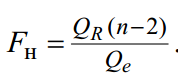 F_н = Q_R (n−2) / Q_e .